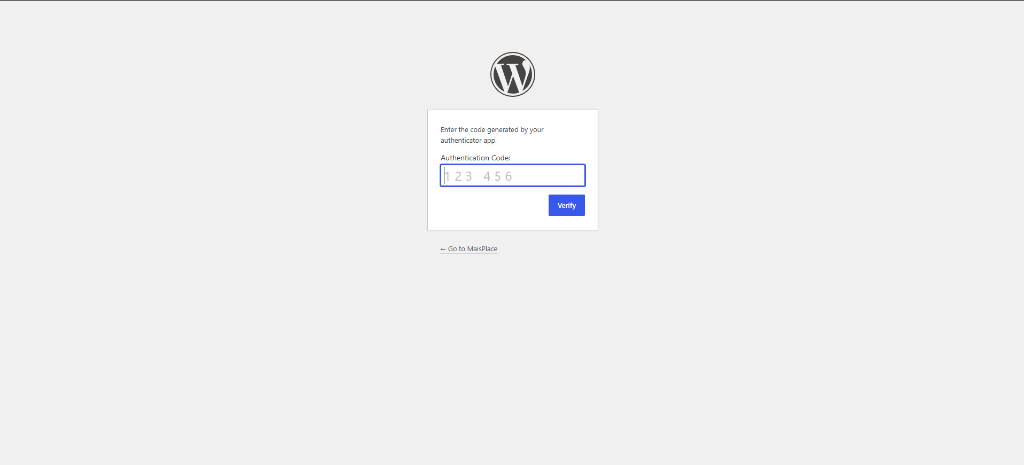 Enter the code generated by your
authenticator app.
Authentication Code:
123 456
Verify
← Go to MaisPlace